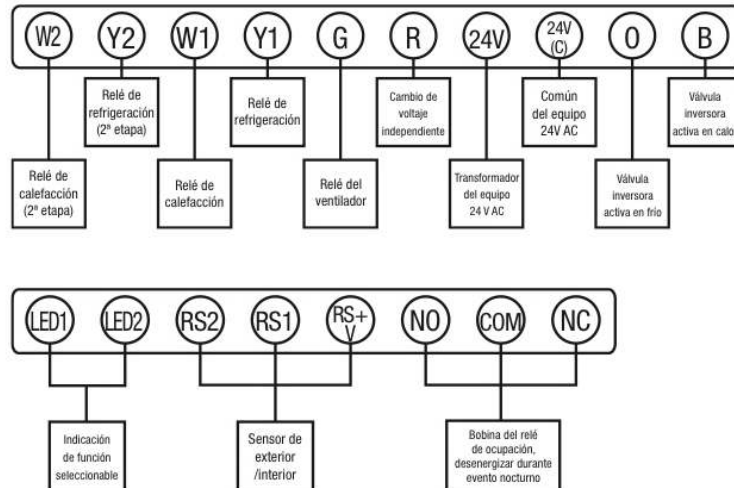 W2 Y2 W1 Y1 G R 24V 24V (C) O B
Relé de
refrigeración
(2ª etapa)
Relé de
refrigeración
Cambio de
voltaje
independiente
Común
del equipo
24V AC
Válvula
inversora
activa en calo
Relé de
calefacción
(2ª etapa)
Relé de
calefacción
Relé del
ventilador
Transformador
del equipo
24 V AC
Válvula
inversora
activa en frío
LED1 LED2 RS2 RS1 RS+ V NO COM NC
Indicación
de función
seleccionable
Sensor de
exterior
/interior
Bobina del relé
de ocupación,
desenergizar durante
evento nocturno